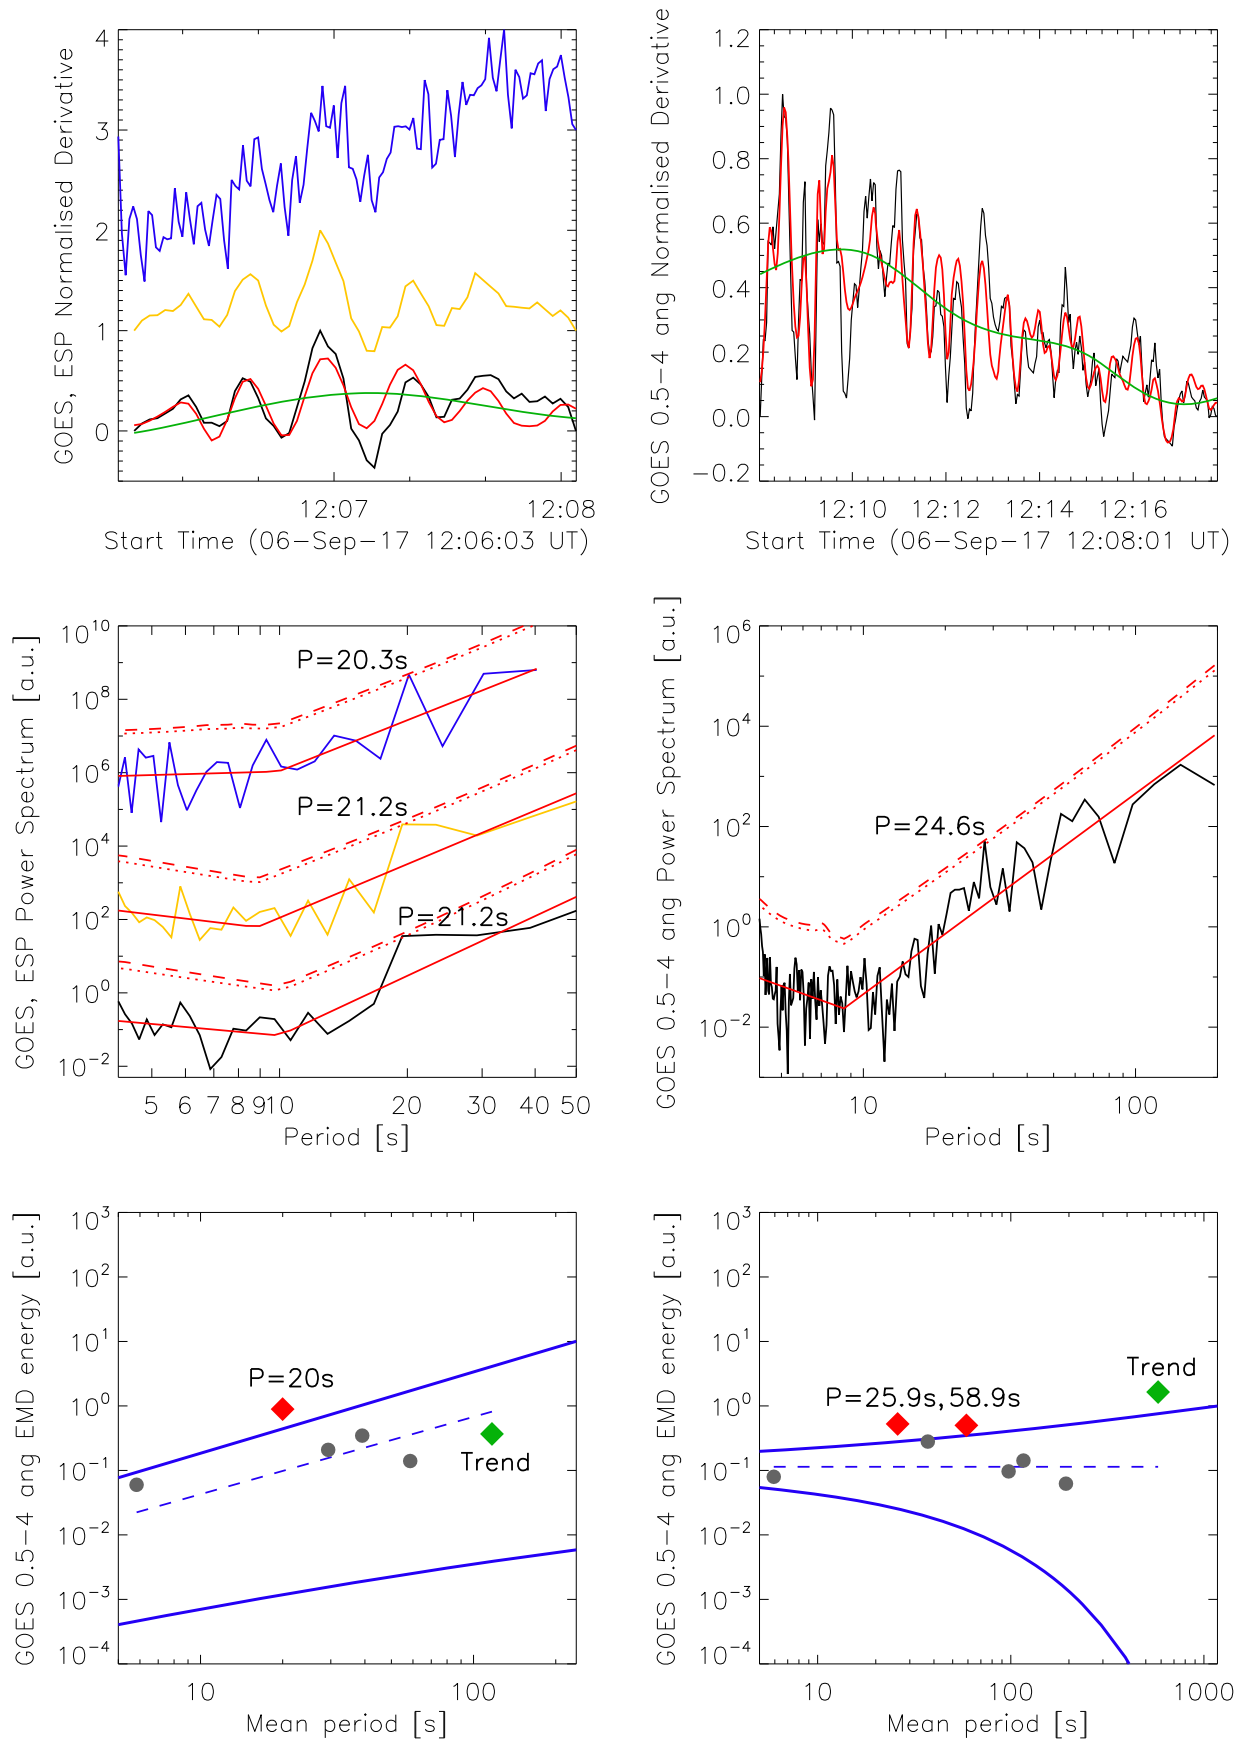 GOES, ESP Normalised Derivative
4
3
2
1
0
12:07
12:08
Start Time (06-Sep-17 12:06:03 UT)
GOES 0.5-4 ang Normalised Derivative
1.2
1.0
0.8
0.6
0.4
0.2
0.0
-0.2
12:10
12:12
12:14
12:16
Start Time (06-Sep-17 12:08:01 UT)
GOES, ESP Power Spectrum [a.u.]
10^10
10^8
10^6
10^4
10^2
10^0
10^-2
P=20.3s
P=21.2s
P=21.2s
5 6 7 8 9 10 20 30 40 50
Period [s]
GOES 0.5-4 ang Power Spectrum [a.u.]
10^6
10^4
10^2
10^0
10^-2
P=24.6s
10 100
Period [s]
GOES 0.5-4 ang EMD energy [a.u.]
10^3
10^2
10^1
10^0
10^-1
10^-2
10^-3
10^-4
P=20s
Trend
10 100
Mean period [s]
GOES 0.5-4 ang EMD energy [a.u.]
10^3
10^2
10^1
10^0
10^-1
10^-2
10^-3
10^-4
Trend
P=25.9s, 58.9s
10 100 1000
Mean period [s]